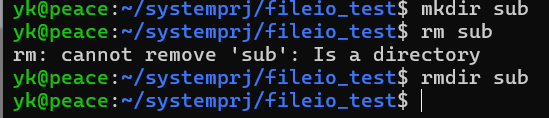 yk@peace:~/systemprj/fileio_test$ mkdir sub
yk@peace:~/systemprj/fileio_test$ rm sub
rm: cannot remove 'sub': Is a directory
yk@peace:~/systemprj/fileio_test$ rmdir sub
yk@peace:~/systemprj/fileio_test$